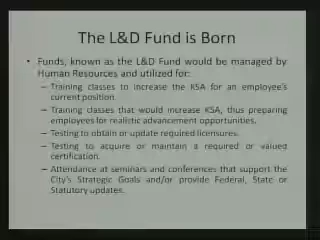 The L&D Fund is Born
• Funds, known as the L&D Fund would be managed by
Human Resources and utilized for:
– Training classes to increase the KSA for an employee's
current position.
– Training classes that would increase KSA, thus preparing
employees for realistic advancement opportunities.
– Testing to obtain or update required licensures.
– Testing to acquire or maintain a required or valued
certification.
– Attendance at seminars and conferences that support the
City's Strategic Goals and/or provide Federal, State or
Statutory updates.